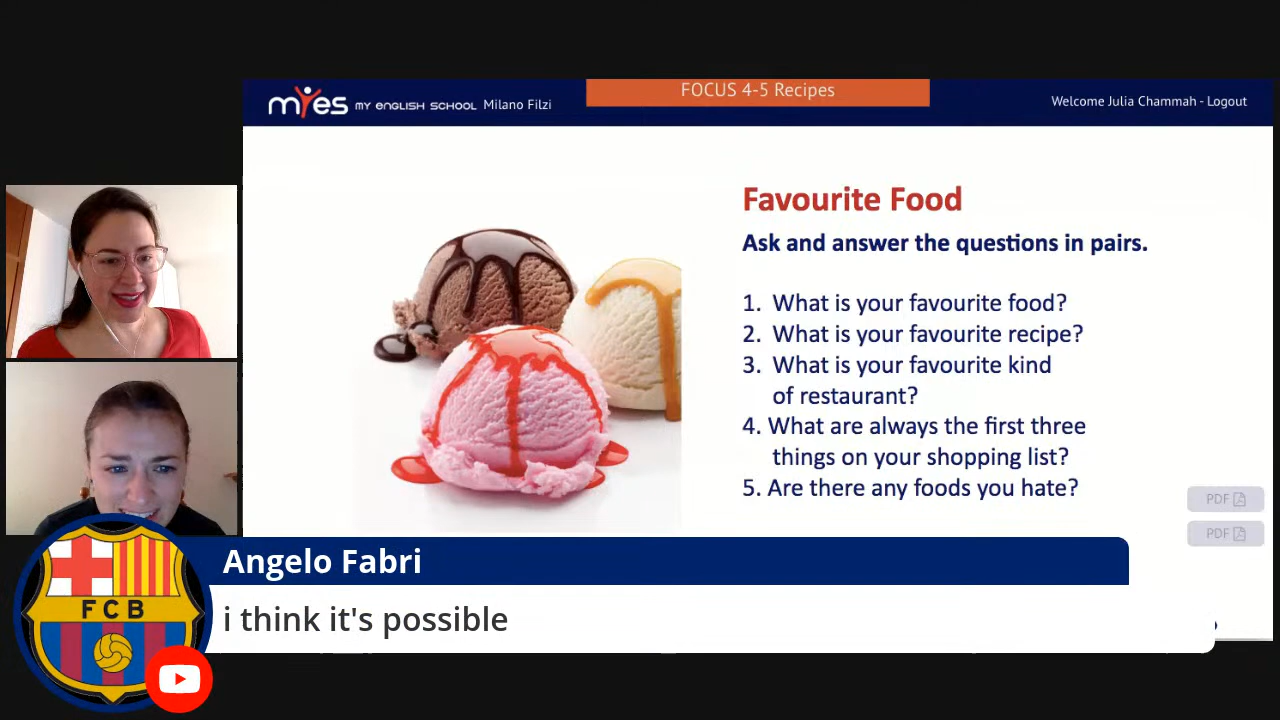 FOCUS 4-5 Recipes
myes MY ENGLISH SCHOOL Milano Filzi
Welcome Julia Chammah - Logout
Favourite Food
Ask and answer the questions in pairs.
1. What is your favourite food?
2. What is your favourite recipe?
3. What is your favourite kind
of restaurant?
4. What are always the first three
things on your shopping list?
5. Are there any foods you hate?
PDF
PDF
Angelo Fabri
i think it's possible
FCB